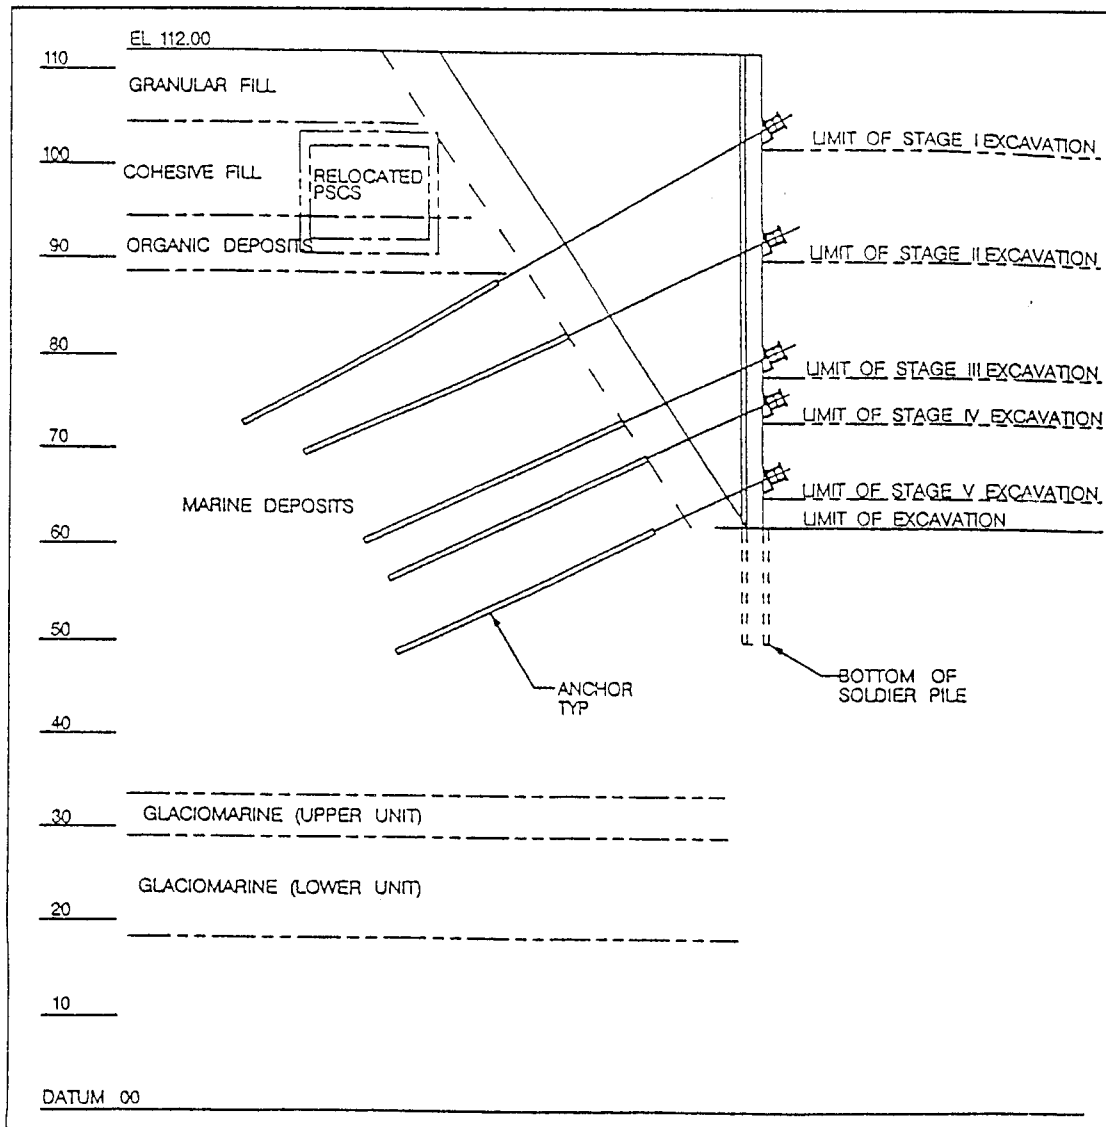 EL 112.00
110
GRANULAR FILL
LIMIT OF STAGE I EXCAVATION
100
COHESIVE FILL
RELOCATED
PSCS
90
ORGANIC DEPOSITS
LIMIT OF STAGE II EXCAVATION
80
LIMIT OF STAGE III EXCAVATION
LIMIT OF STAGE IV EXCAVATION
70
MARINE DEPOSITS
LIMIT OF STAGE V EXCAVATION
LIMIT OF EXCAVATION
60
50
ANCHOR
TYP
BOTTOM OF
SOLDIER PILE
40
30
GLACIOMARINE (UPPER UNIT)
GLACIOMARINE (LOWER UNIT)
20
10
DATUM 00